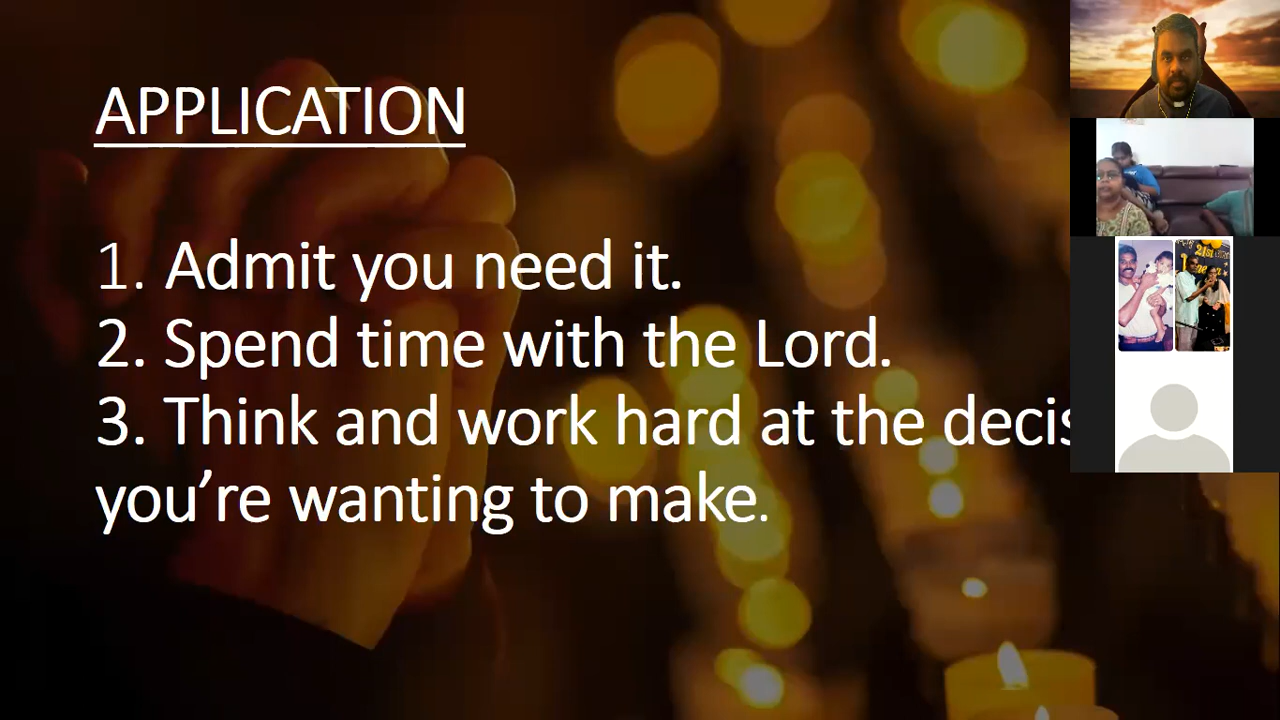 APPLICATION
1. Admit you need it.
2. Spend time with the Lord.
3. Think and work hard at the
you’re wanting to make.
21st